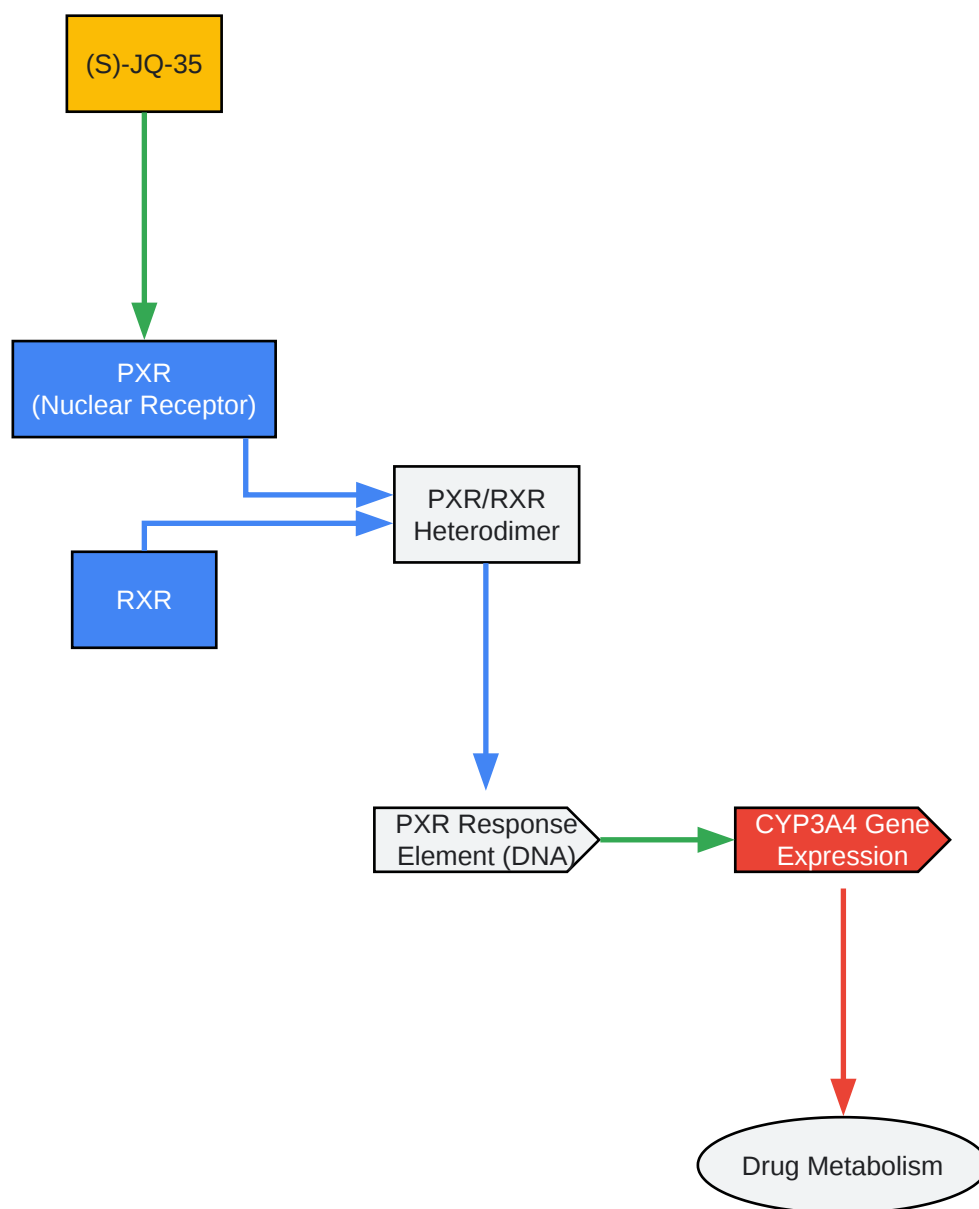 (S)-JQ-35
PXR
(Nuclear Receptor)
PXR/RXR
Heterodimer
RXR
PXR Response
Element (DNA)
CYP3A4 Gene
Expression
Drug Metabolism